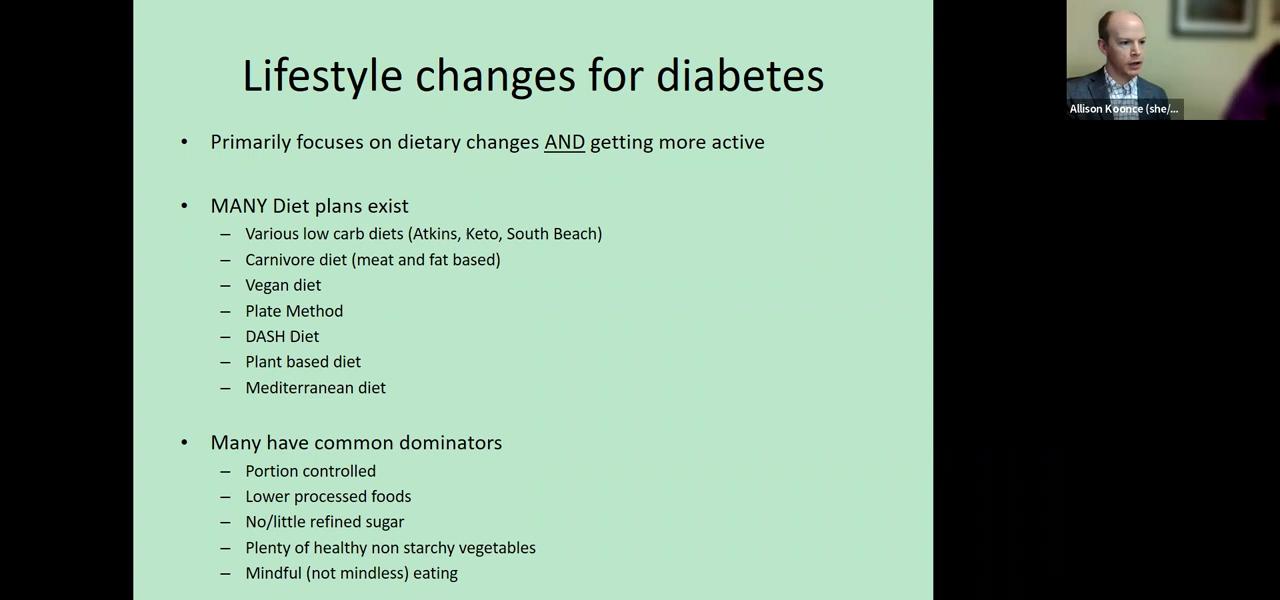 Lifestyle changes for diabetes
• Primarily focuses on dietary changes AND getting more active
• MANY Diet plans exist
– Various low carb diets (Atkins, Keto, South Beach)
– Carnivore diet (meat and fat based)
– Vegan diet
– Plate Method
– DASH Diet
– Plant based diet
– Mediterranean diet
• Many have common dominators
– Portion controlled
– Lower processed foods
– No/little refined sugar
– Plenty of healthy non starchy vegetables
– Mindful (not mindless) eating
Allison Koonce (she/...